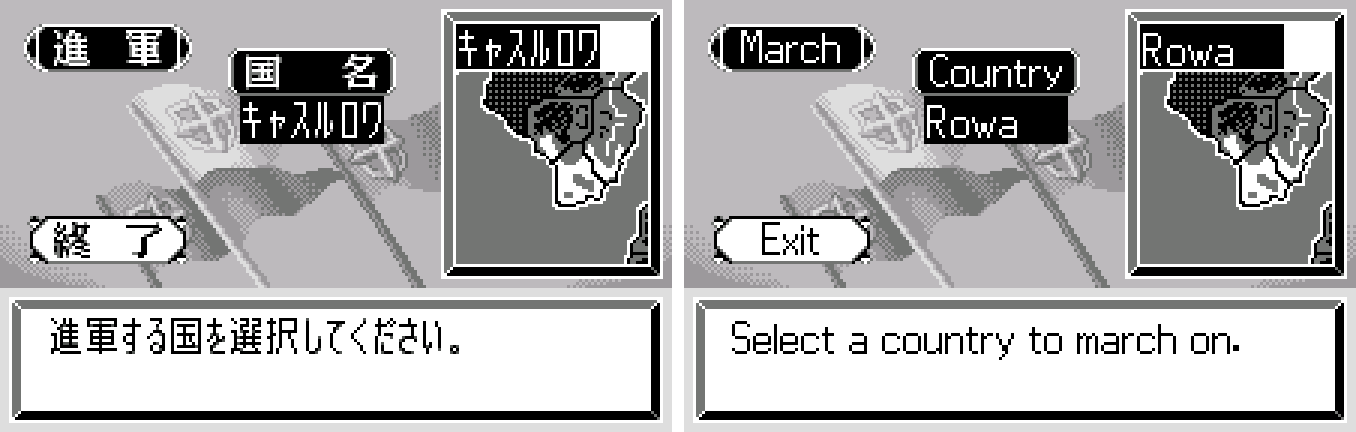 進 軍
国 名
キャスルロワ
キャスルロワ
終 了
進軍する国を選択してください。
March
Country
Rowa
Rowa
Exit
Select a country to march on.